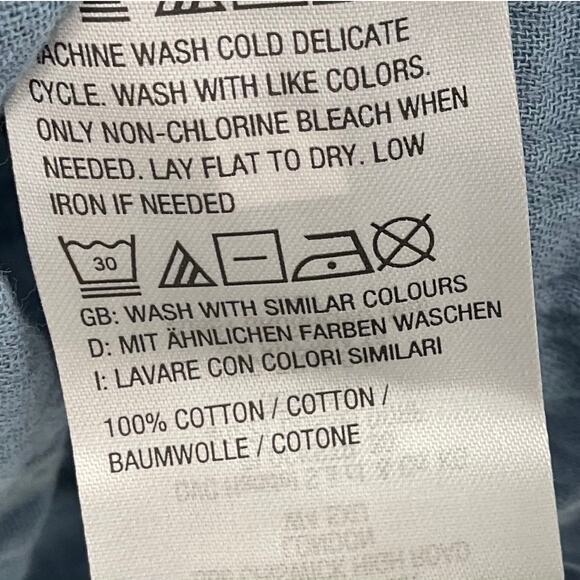 MACHINE WASH COLD DELICATE
CYCLE. WASH WITH LIKE COLORS.
ONLY NON-CHLORINE BLEACH WHEN
NEEDED. LAY FLAT TO DRY. LOW
IRON IF NEEDED
30
GB: WASH WITH SIMILAR COLOURS
D: MIT ÄHNLICHEN FARBEN WASCHEN
I: LAVARE CON COLORI SIMILARI
100% COTTON / COTTON /
BAUMWOLLE / COTONE